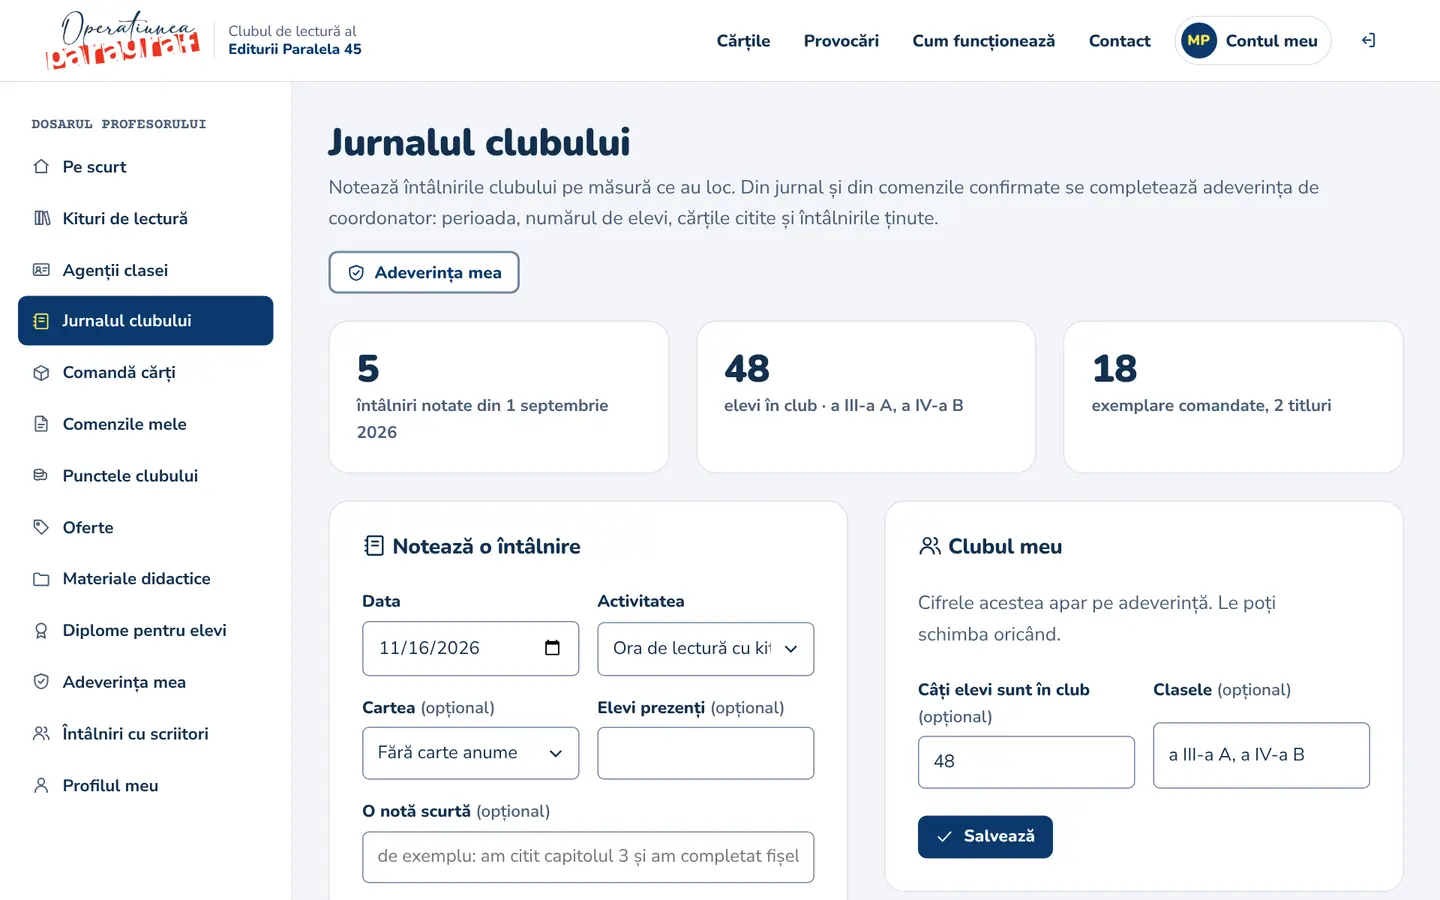 Operațiunea
paragraf
Clubul de lectură al
Editurii Paralela 45
Cărțile
Provocări
Cum funcționează
Contact
MP
Contul meu
DOSARUL PROFESORULUI
Pe scurt
Kituri de lectură
Agenții clasei
Jurnalul clubului
Comandă cărți
Comenzile mele
Punctele clubului
Oferte
Materiale didactice
Diplome pentru elevi
Adeverința mea
Întâlniri cu scriitori
Profilul meu
Jurnalul clubului
Notează întâlnirile clubului pe măsură ce au loc. Din jurnal și din comenzile confirmate se completează adeverința de
coordonator: perioada, numărul de elevi, cărțile citite și întâlnirile ținute.
Adeverința mea
5
întâlniri notate din 1 septembrie
2026
48
elevi în club · a III-a A, a IV-a B
18
exemplare comandate, 2 titluri
Notează o întâlnire
Data
Activitatea
11/16/2026
Ora de lectură cu kit
Cartea (opțional)
Elevi prezenți (opțional)
Fără carte anume
O notă scurtă (opțional)
de exemplu: am citit capitolul 3 și am completat fișel
Clubul meu
Cifrele acestea apar pe adeverință. Le poți
schimba oricând.
Câți elevi sunt în club
(opțional)
Clasele (opțional)
48
a III-a A, a IV-a B
Salvează